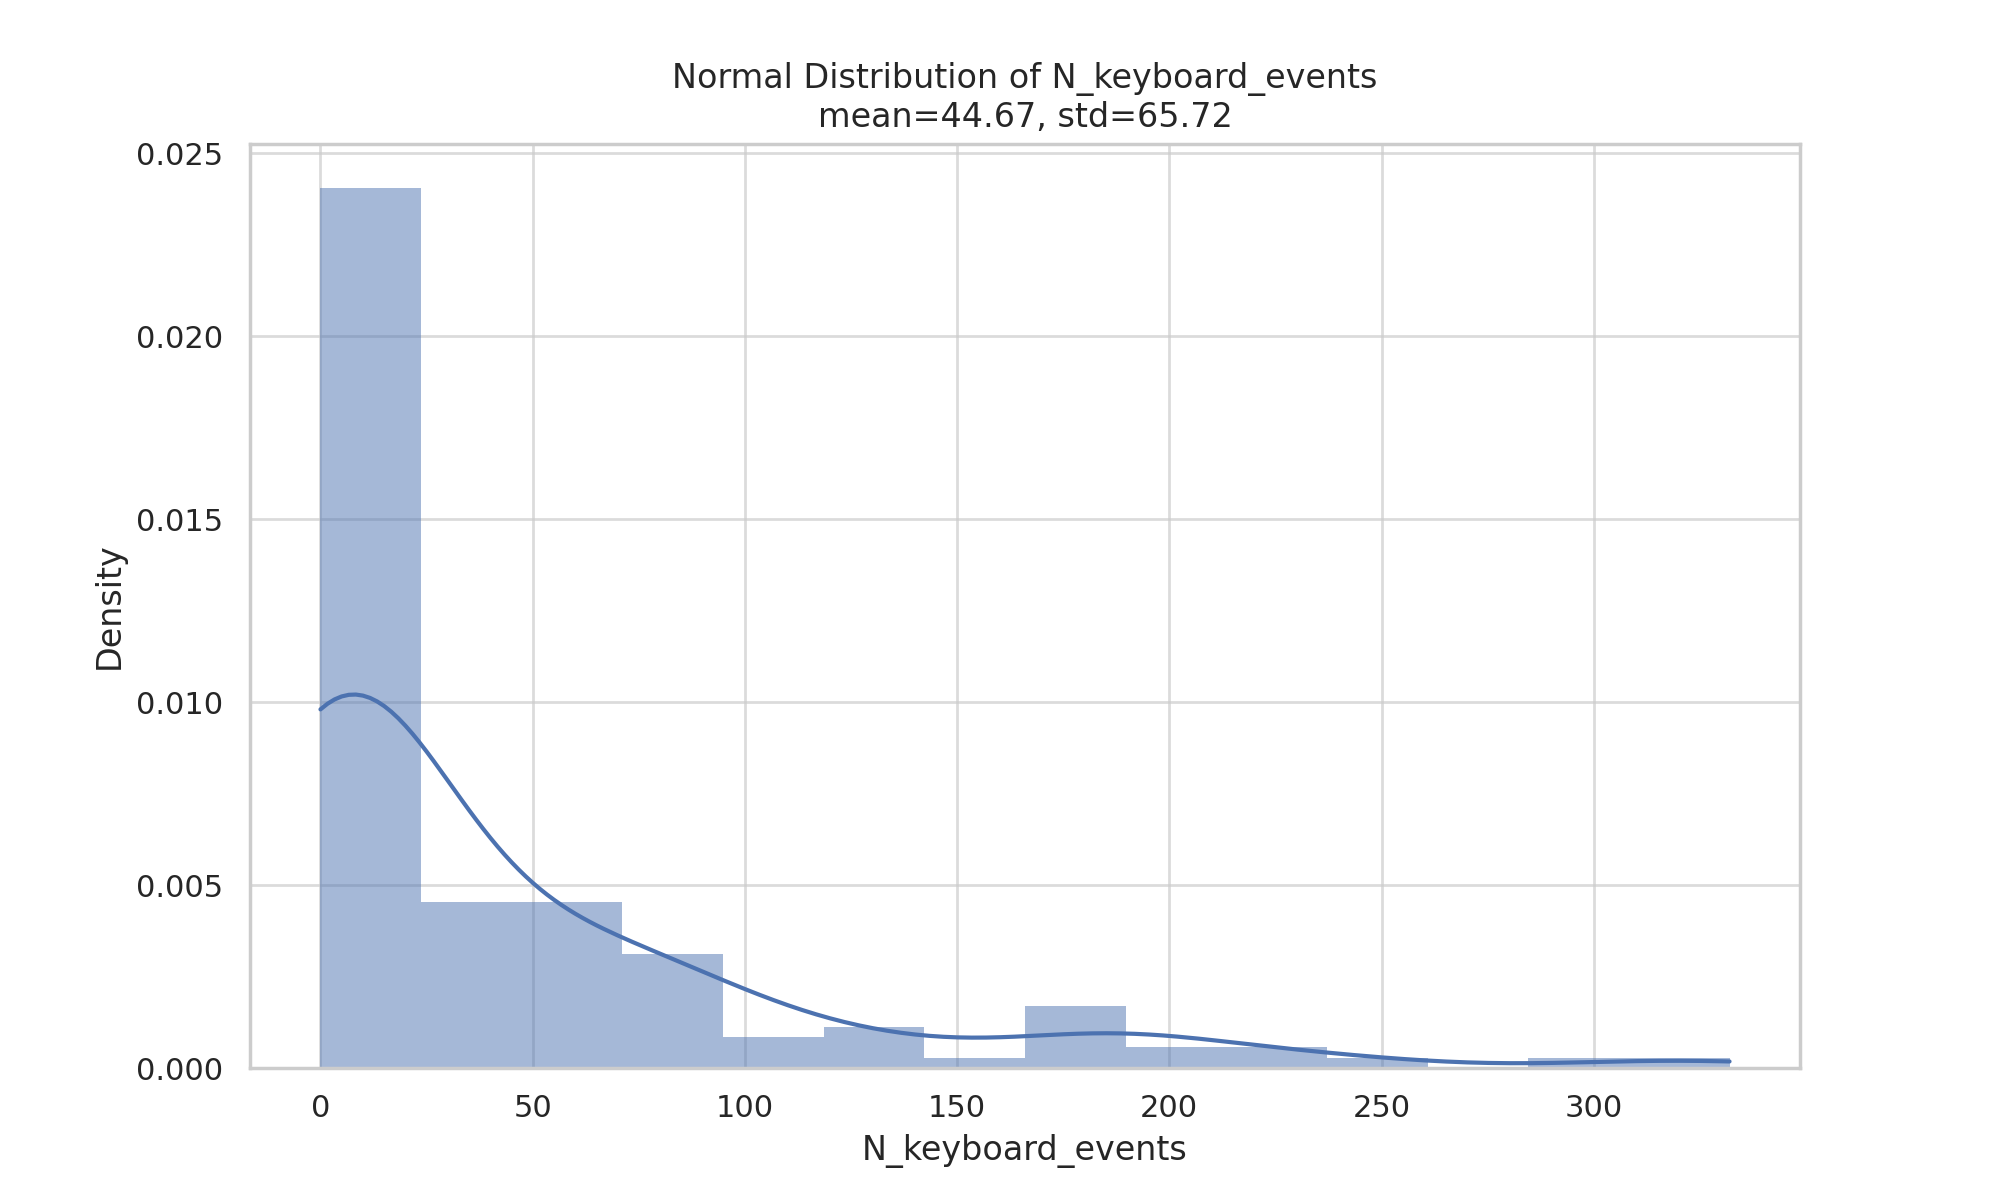 Normal Distribution of N_keyboard_events
mean=44.67, std=65.72
0.025
0.020
0.015
0.010
0.005
0.000
Density
0 50 100 150 200 250 300
N_keyboard_events